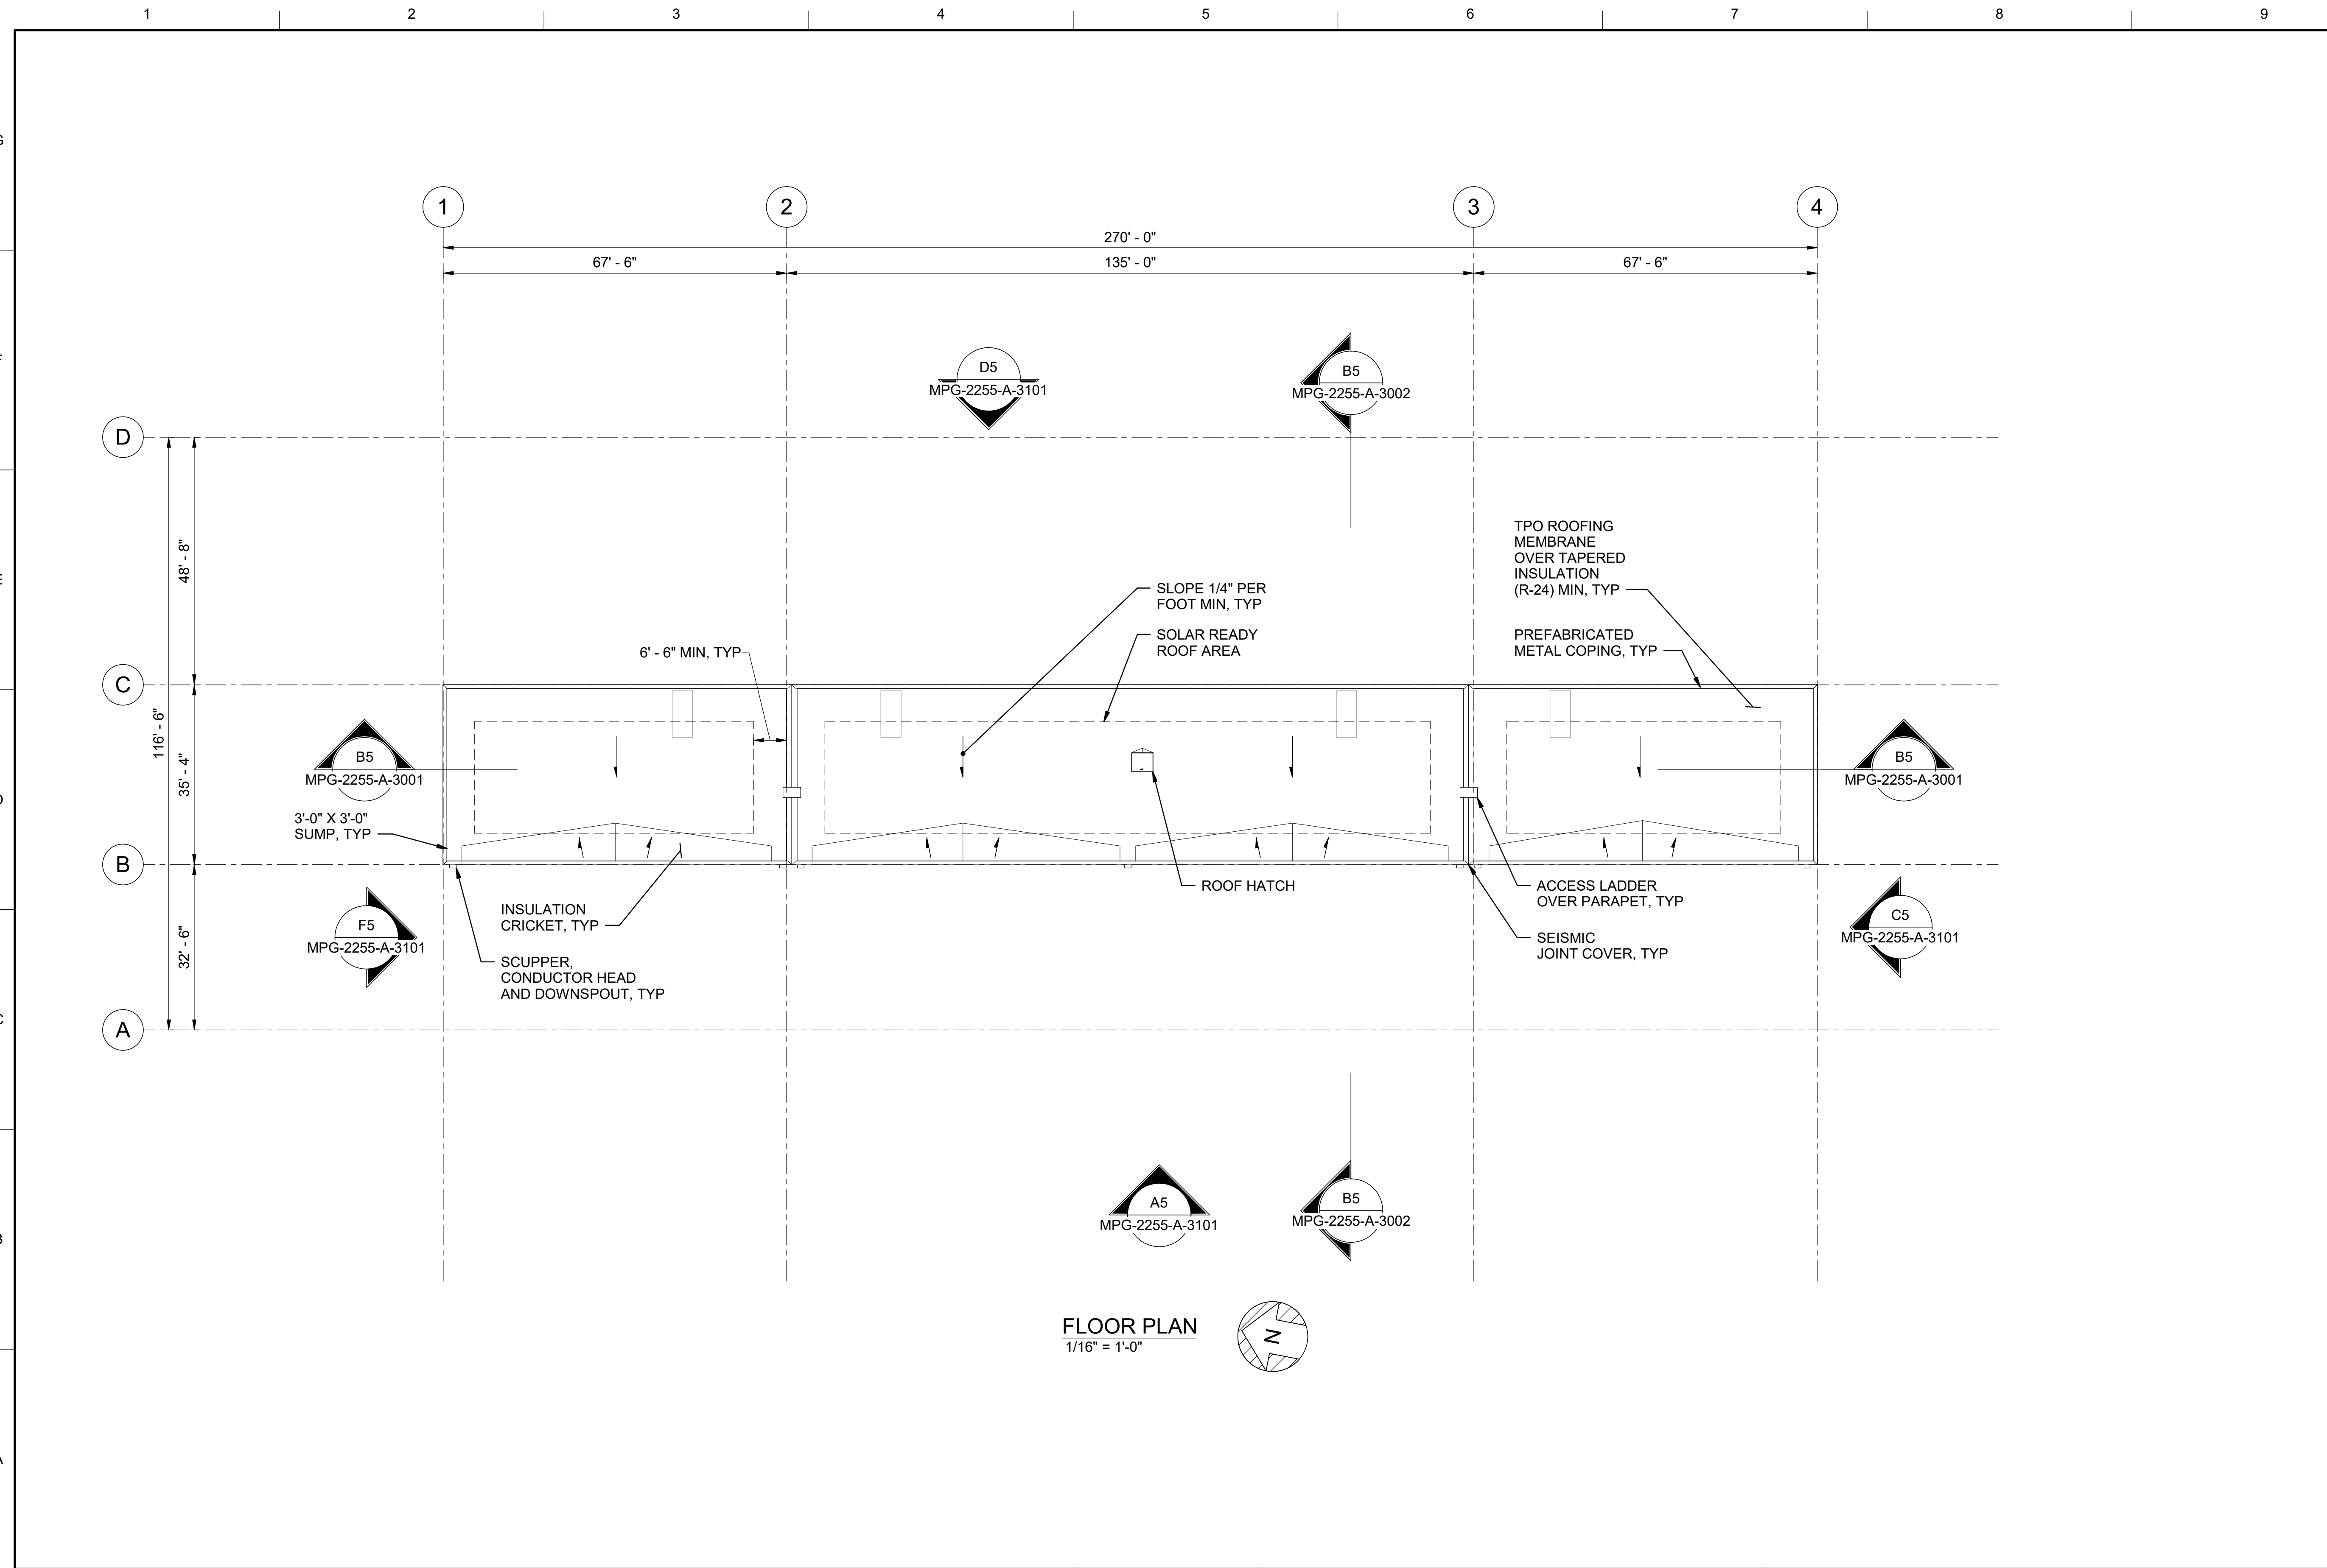 1 2 3 4 5 6 7 8 9
G
1 2 3 4
270' - 0"
67' - 6" 135' - 0" 67' - 6"
D5
MPG-2255-A-3101
B5
MPG-2255-A-3002
D
48' - 8"
E
TPO ROOFING
MEMBRANE
OVER TAPERED
INSULATION
(R-24) MIN, TYP
SLOPE 1/4" PER
FOOT MIN, TYP
SOLAR READY
ROOF AREA
PREFABRICATED
METAL COPING, TYP
6' - 6" MIN, TYP
C
116' - 6"
35' - 4"
B5
MPG-2255-A-3001
B5
MPG-2255-A-3001
3'-0" X 3'-0"
SUMP, TYP
B
ROOF HATCH
ACCESS LADDER
OVER PARAPET, TYP
INSULATION
CRICKET, TYP
F5
MPG-2255-A-3101
C5
MPG-2255-A-3101
32' - 6"
SEISMIC
JOINT COVER, TYP
SCUPPER,
CONDUCTOR HEAD
AND DOWNSPOUT, TYP
A
A5
MPG-2255-A-3101
B5
MPG-2255-A-3002
FLOOR PLAN
1/16" = 1'-0"
N